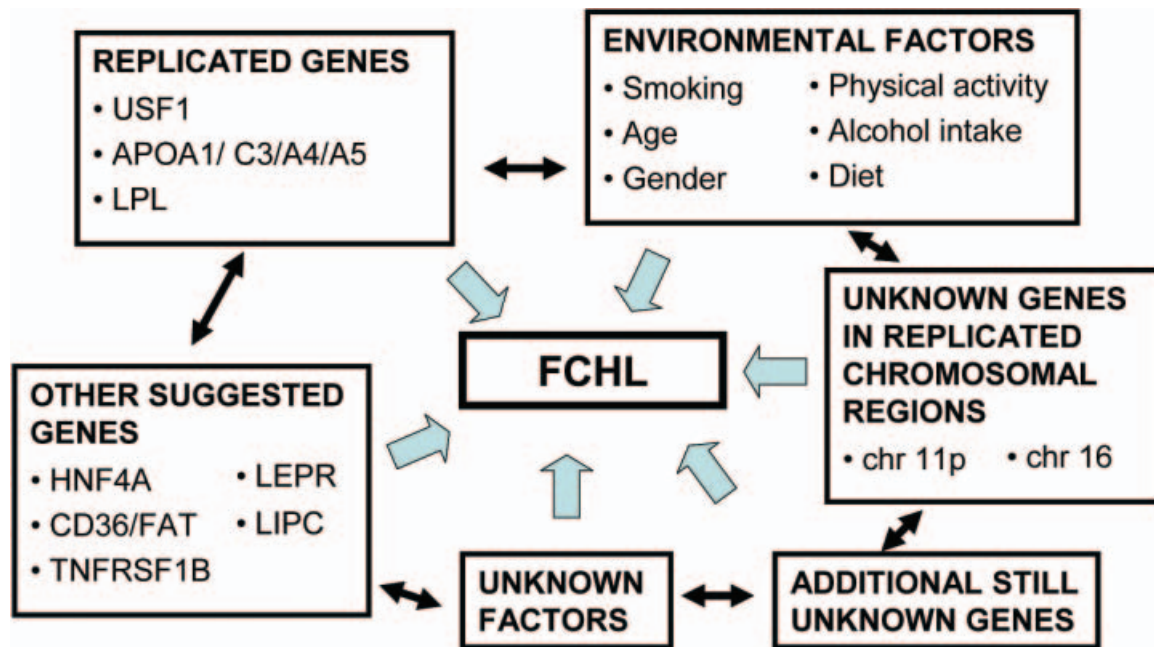 REPLICATED GENES
• USF1
• APOA1/ C3/A4/A5
• LPL
ENVIRONMENTAL FACTORS
• Smoking
• Age
• Gender
• Physical activity
• Alcohol intake
• Diet
FCHL
UNKNOWN GENES
IN REPLICATED
CHROMOSOMAL
REGIONS
• chr 11p
• chr 16
OTHER SUGGESTED
GENES
• HNF4A
• CD36/FAT
• TNFRSF1B
• LEPR
• LIPC
UNKNOWN
FACTORS
ADDITIONAL STILL
UNKNOWN GENES